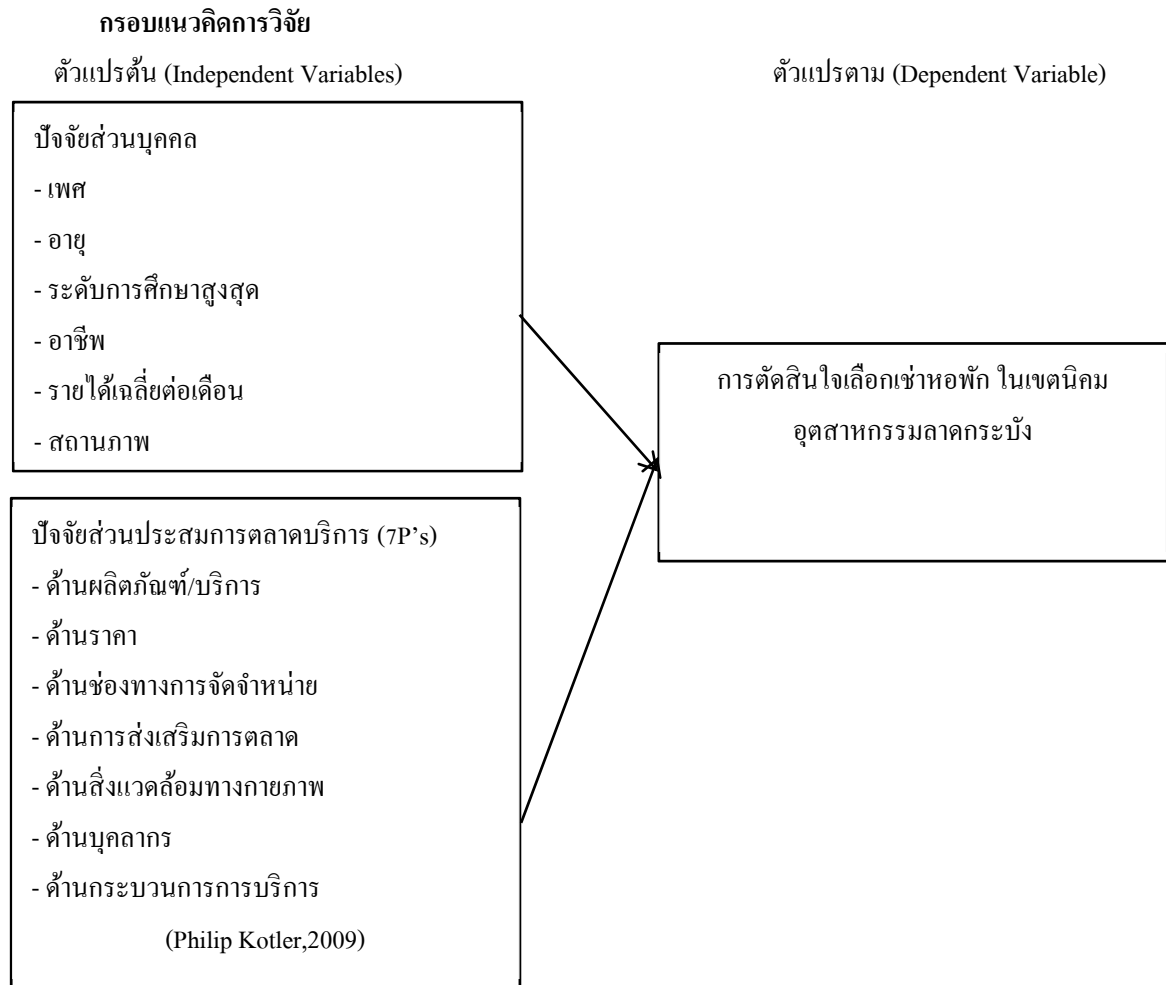 กรอบแนวคิดการวิจัย
ตัวแปรต้น (Independent Variables)
ตัวแปรตาม (Dependent Variable)
ปัจจัยส่วนบุคคล
- เพศ
- อายุ
- ระดับการศึกษาสูงสุด
- อาชีพ
- รายได้เฉลี่ยต่อเดือน
- สถานภาพ
การตัดสินใจเลือกเช่าหอพัก ในเขตนิคม
อุตสาหกรรมลาดกระบัง
ปัจจัยส่วนประสมการตลาดบริการ (7P’s)
- ด้านผลิตภัณฑ์/บริการ
- ด้านราคา
- ด้านช่องทางการจัดจำหน่าย
- ด้านการส่งเสริมการตลาด
- ด้านสิ่งแวดล้อมทางกายภาพ
- ด้านบุคลากร
- ด้านกระบวนการการบริการ
(Philip Kotler,2009)